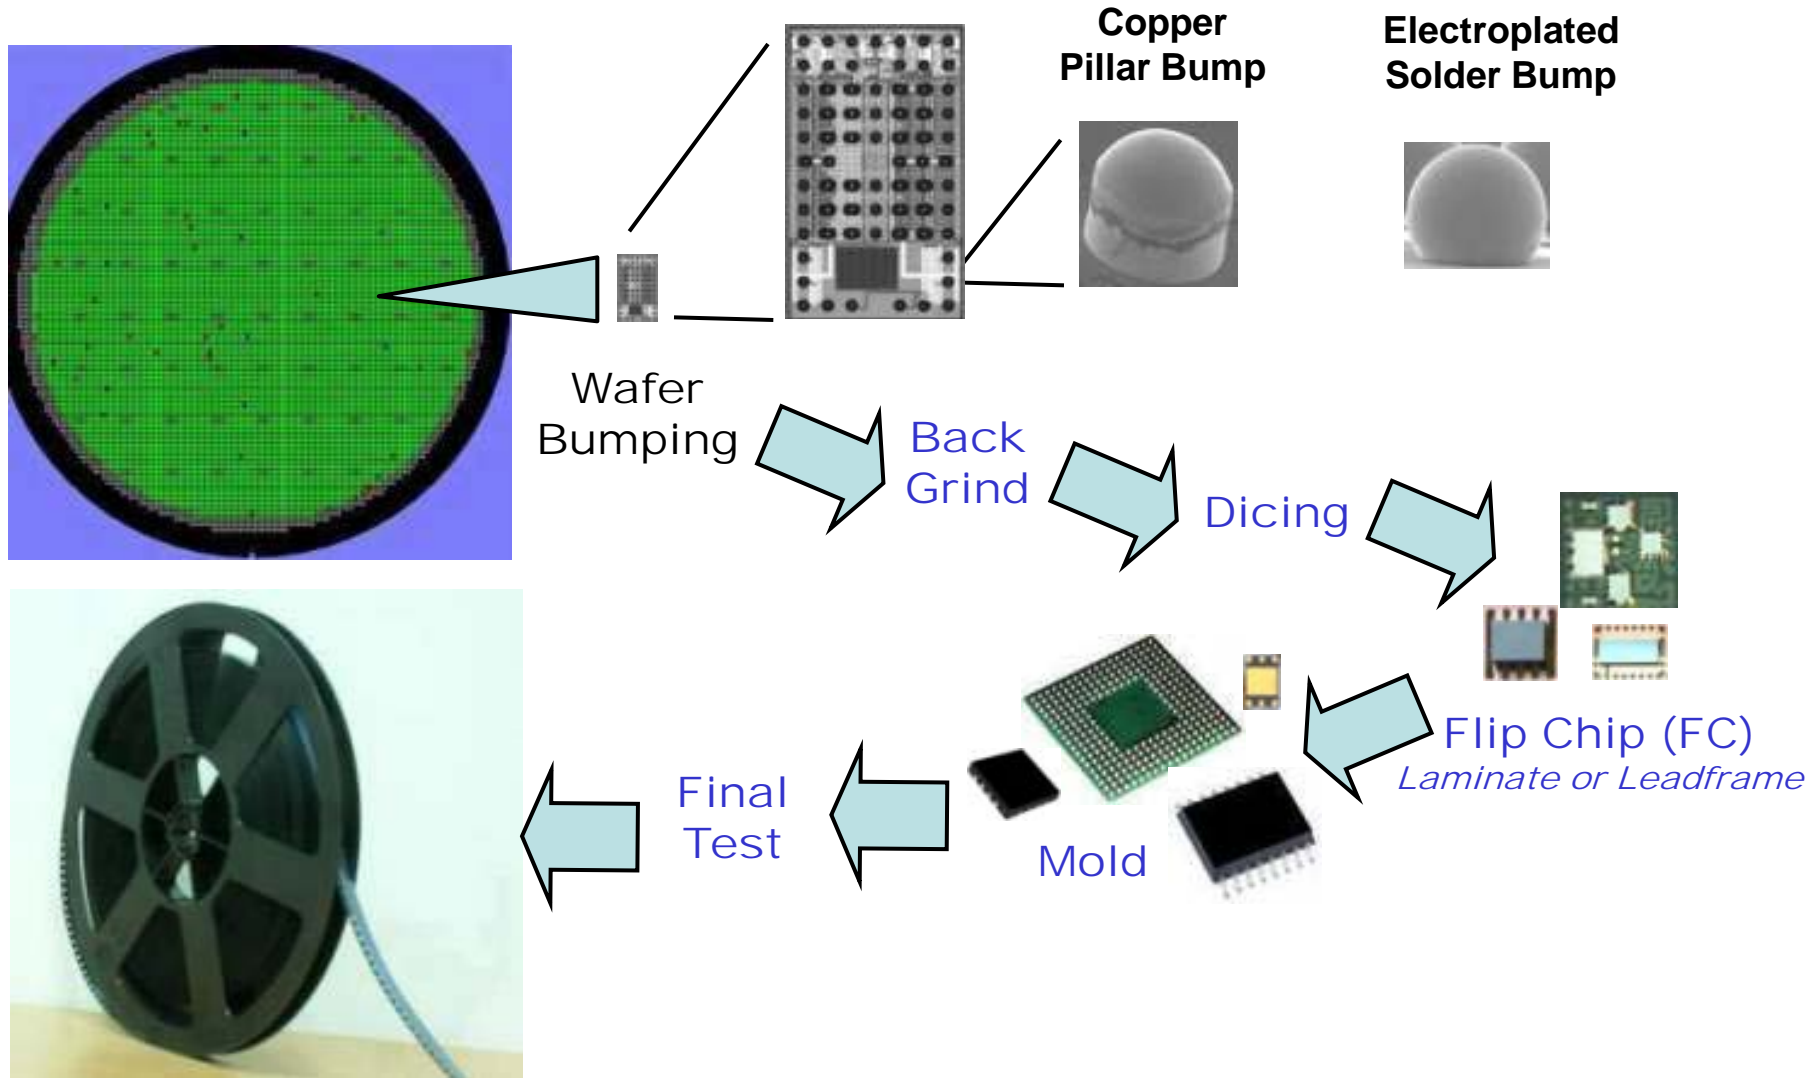 Copper
Pillar Bump
Electroplated
Solder Bump
Wafer
Bumping
Back
Grind
Dicing
Flip Chip (FC)
Laminate or Leadframe
Mold
Final
Test